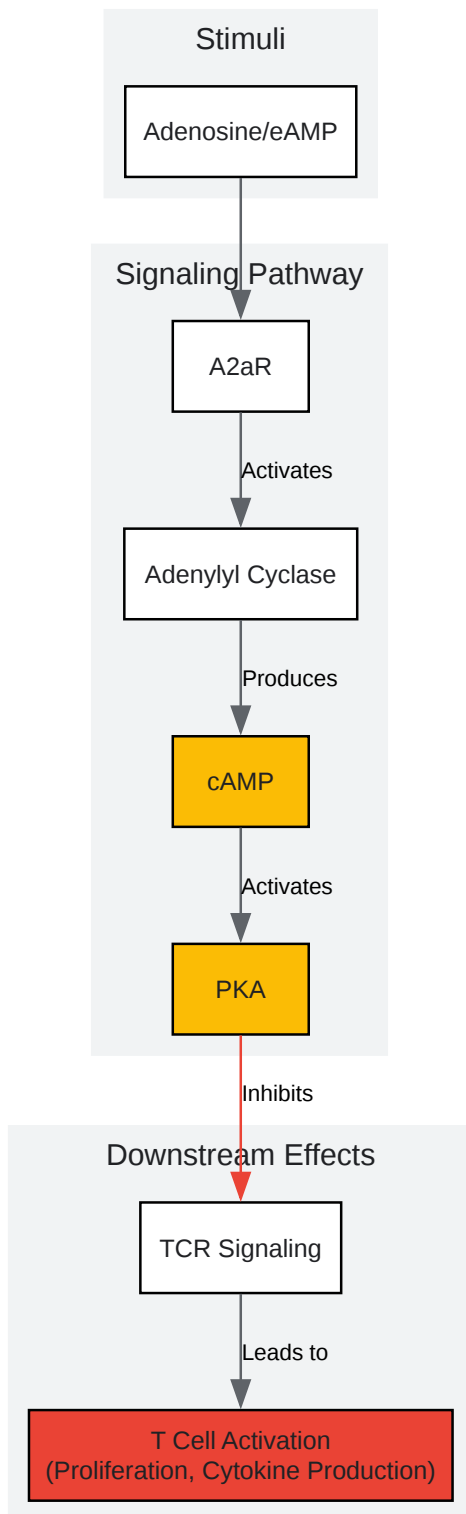 Stimuli
Adenosine/eAMP
Signaling Pathway
A2aR
Activates
Adenylyl Cyclase
Produces
cAMP
Activates
PKA
Inhibits
Downstream Effects
TCR Signaling
Leads to
T Cell Activation
(Proliferation, Cytokine Production)